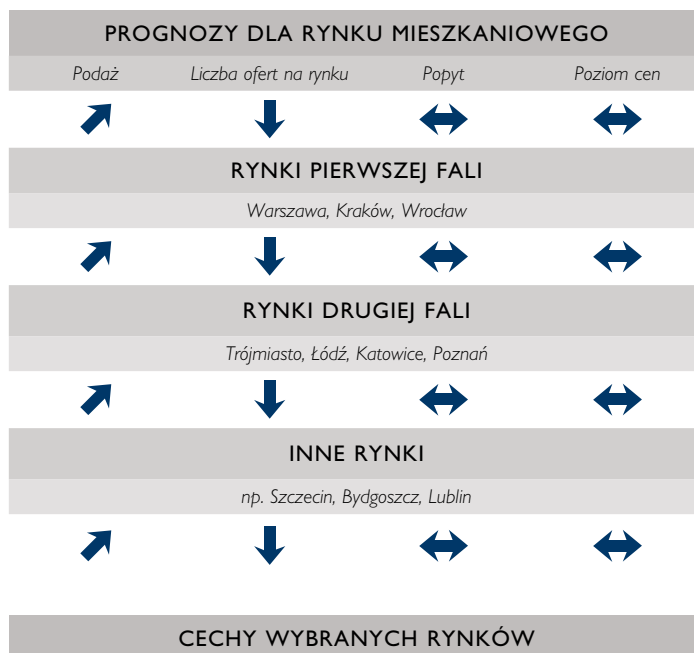 PROGNOZY DLA RYNKU MIESZKANIOWEGO
Podaż Liczba ofert na rynku Popyt Poziom cen
RYNKI PIERWSZEJ FALI
Warszawa, Kraków, Wrocław
RYNKI DRUGIEJ FALI
Trójmiasto, Łódź, Katowice, Poznań
INNE RYNKI
np. Szczecin, Bydgoszcz, Lublin
CECHY WYBRANYCH RYNKÓW